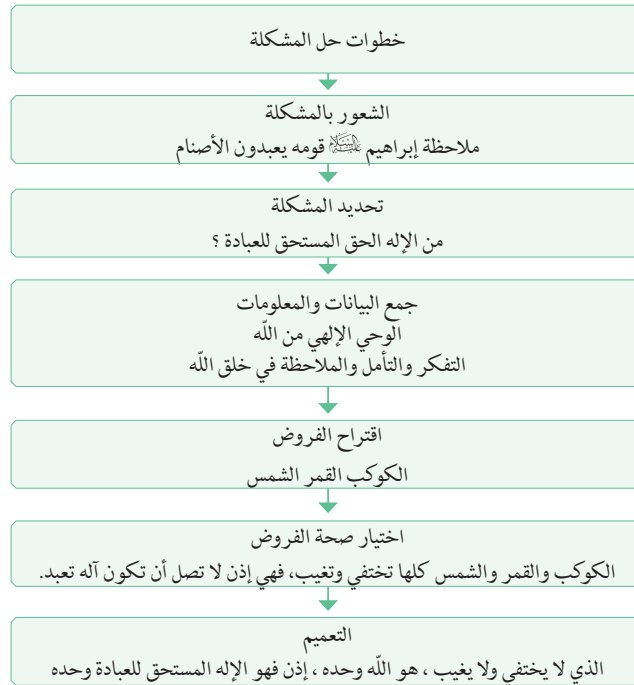 خطوات حل المشكلة
الشعور بالمشكلة
ملاحظة إبراهيم عليه السلام قومه يعبدون الأصنام
تحديد المشكلة
من الإله الحق المستحق للعبادة ؟
جمع البيانات والمعلومات
الوحي الإلهي من الله
التفكر والتأمل والملاحظة في خلق الله
اقتراح الفروض
الكوكب القمر الشمس
اختيار صحة الفروض
الكوكب والقمر والشمس كلها تختفي وتغيب، فهي إذن لا تصل أن تكون آله تعبد.
التعميم
الذي لا يختفي ولا يغيب ، هو الله وحده ، إذن فهو الإله المستحق للعبادة وحده